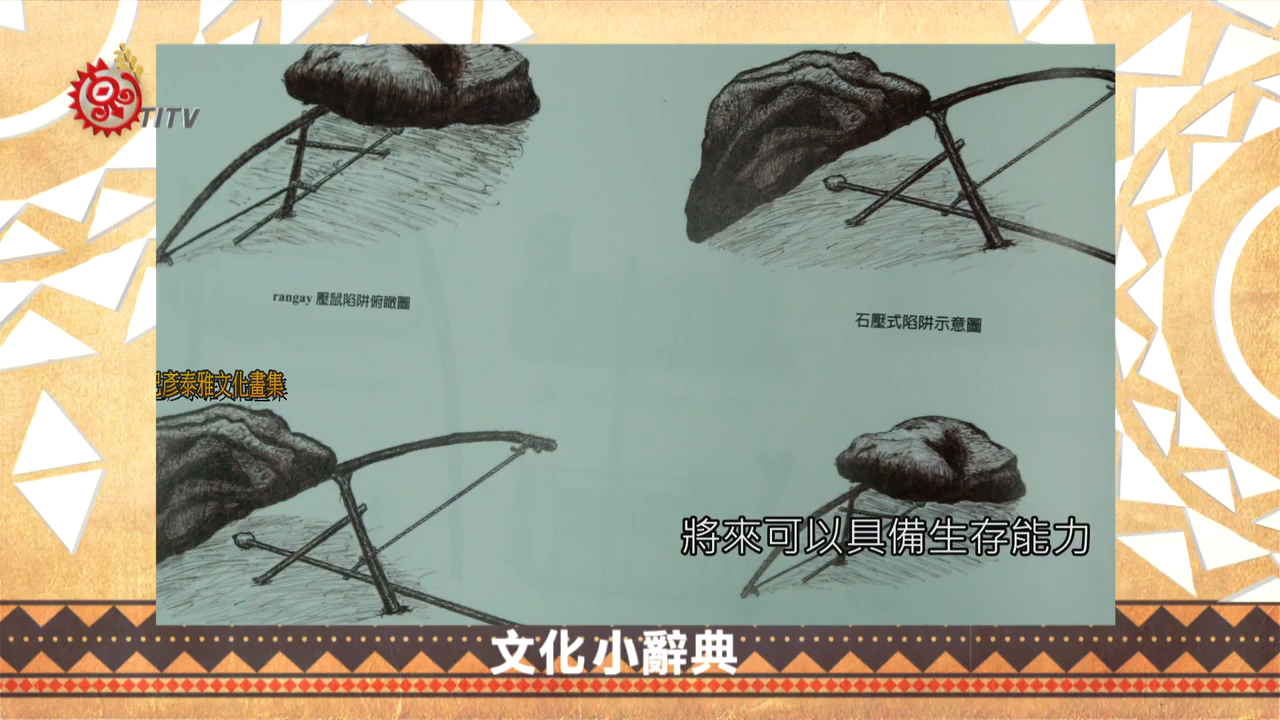 TITV
rangay 壓鼠陷阱俯瞰圖
石壓式陷阱示意圖
彥泰雅文化畫集
將來可以具備生存能力
文化小辭典